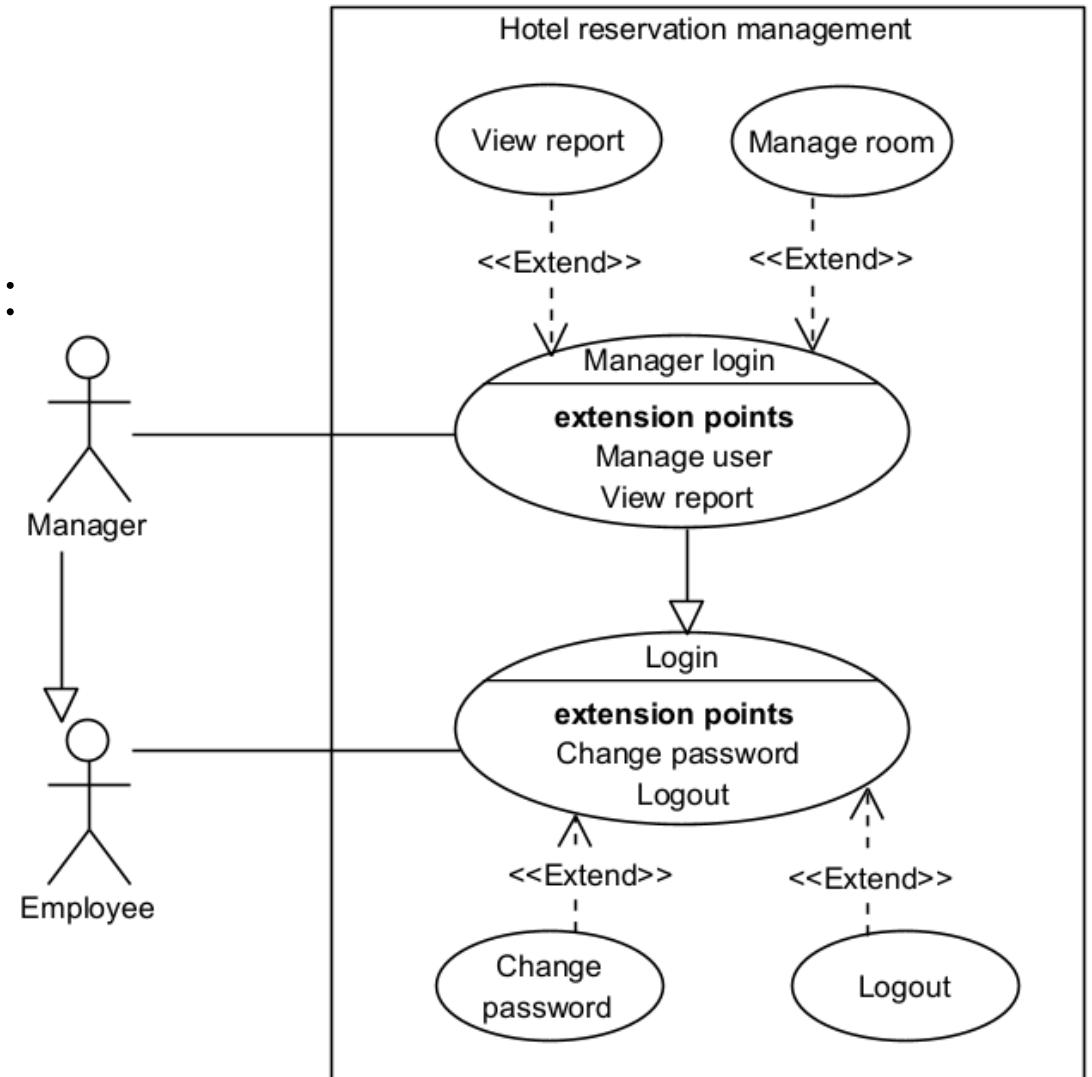 Hotel reservation management
View report
Manage room
<<Extend>>
<<Extend>>
Manager login
extension points
Manage user
View report
Manager
Login
extension points
Change password
Logout
Employee
<<Extend>>
<<Extend>>
Change
password
Logout